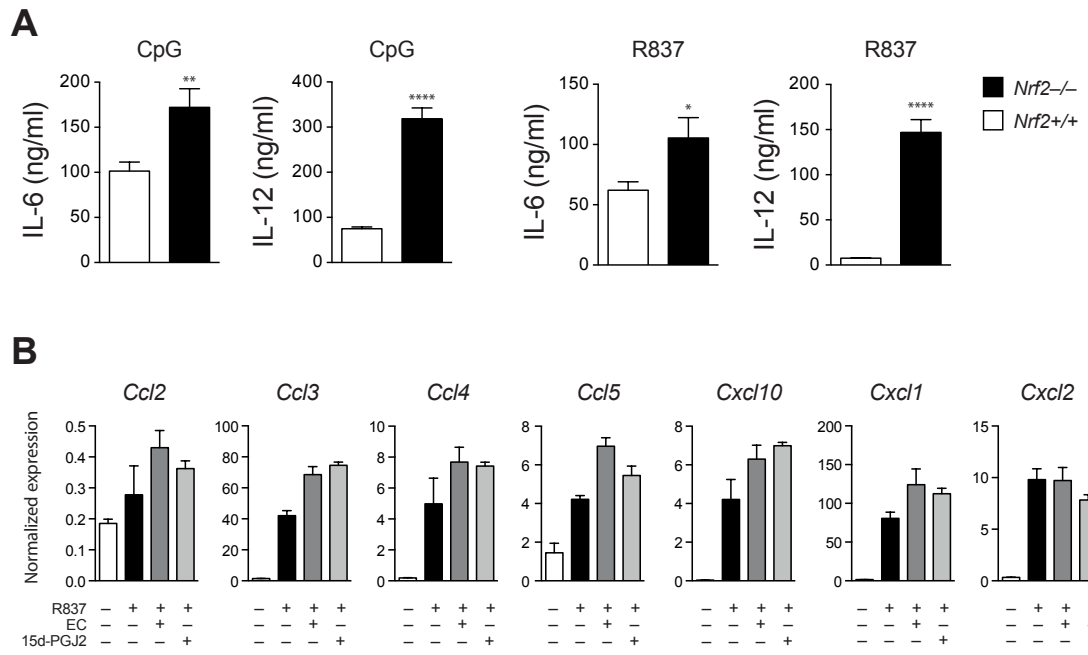 A
CpG CpG R837 R837
** **** * ****
IL-6 (ng/ml) 200 150 100 50 0
IL-12 (ng/ml) 400 300 200 100 0
IL-6 (ng/ml) 150 100 50 0
IL-12 (ng/ml) 200 150 100 50 0
Nrf2–/–
Nrf2+/+
B
Ccl2 Ccl3 Ccl4 Ccl5 Cxcl10 Cxcl1 Cxcl2
Normalized expression
0.5 0.4 0.3 0.2 0.1 0.0
100 80 60 40 20 0
8 6 4 2 0
8 6 4 2 0
8 6 4 2 0
200 150 100 50 0
15 10 5 0
R837 – + + + – + + + – + + + – + + + – + + + – + + + – + +
EC – – + – – – + – – – + – – – + – – – + – – – + – – – +
15d-PGJ2 – – – + – – – + – – – + – – – + – – – + – – – + – – –